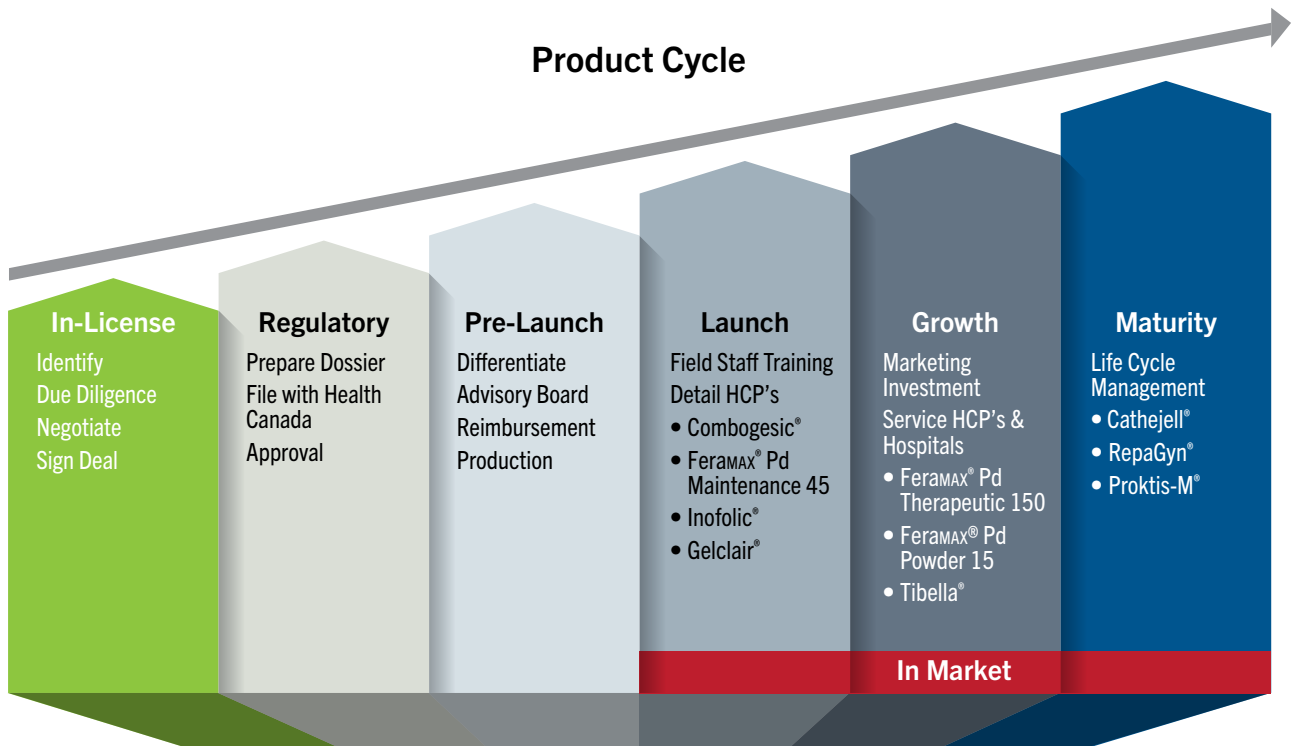 Product Cycle
In-License
Identify
Due Diligence
Negotiate
Sign Deal
Regulatory
Prepare Dossier
File with Health
Canada
Approval
Pre-Launch
Differentiate
Advisory Board
Reimbursement
Production
Launch
Field Staff Training
Detail HCP's
• Combogesic®
• FeraMAX® Pd
Maintenance 45
• Inofolic®
• Gelclair®
Growth
Marketing
Investment
Service HCP's &
Hospitals
• FeraMAX® Pd
Therapeutic 150
• FeraMAX® Pd
Powder 15
• Tibella®
Maturity
Life Cycle
Management
• Cathejell®
• RepaGyn®
• Proktis-M®
In Market